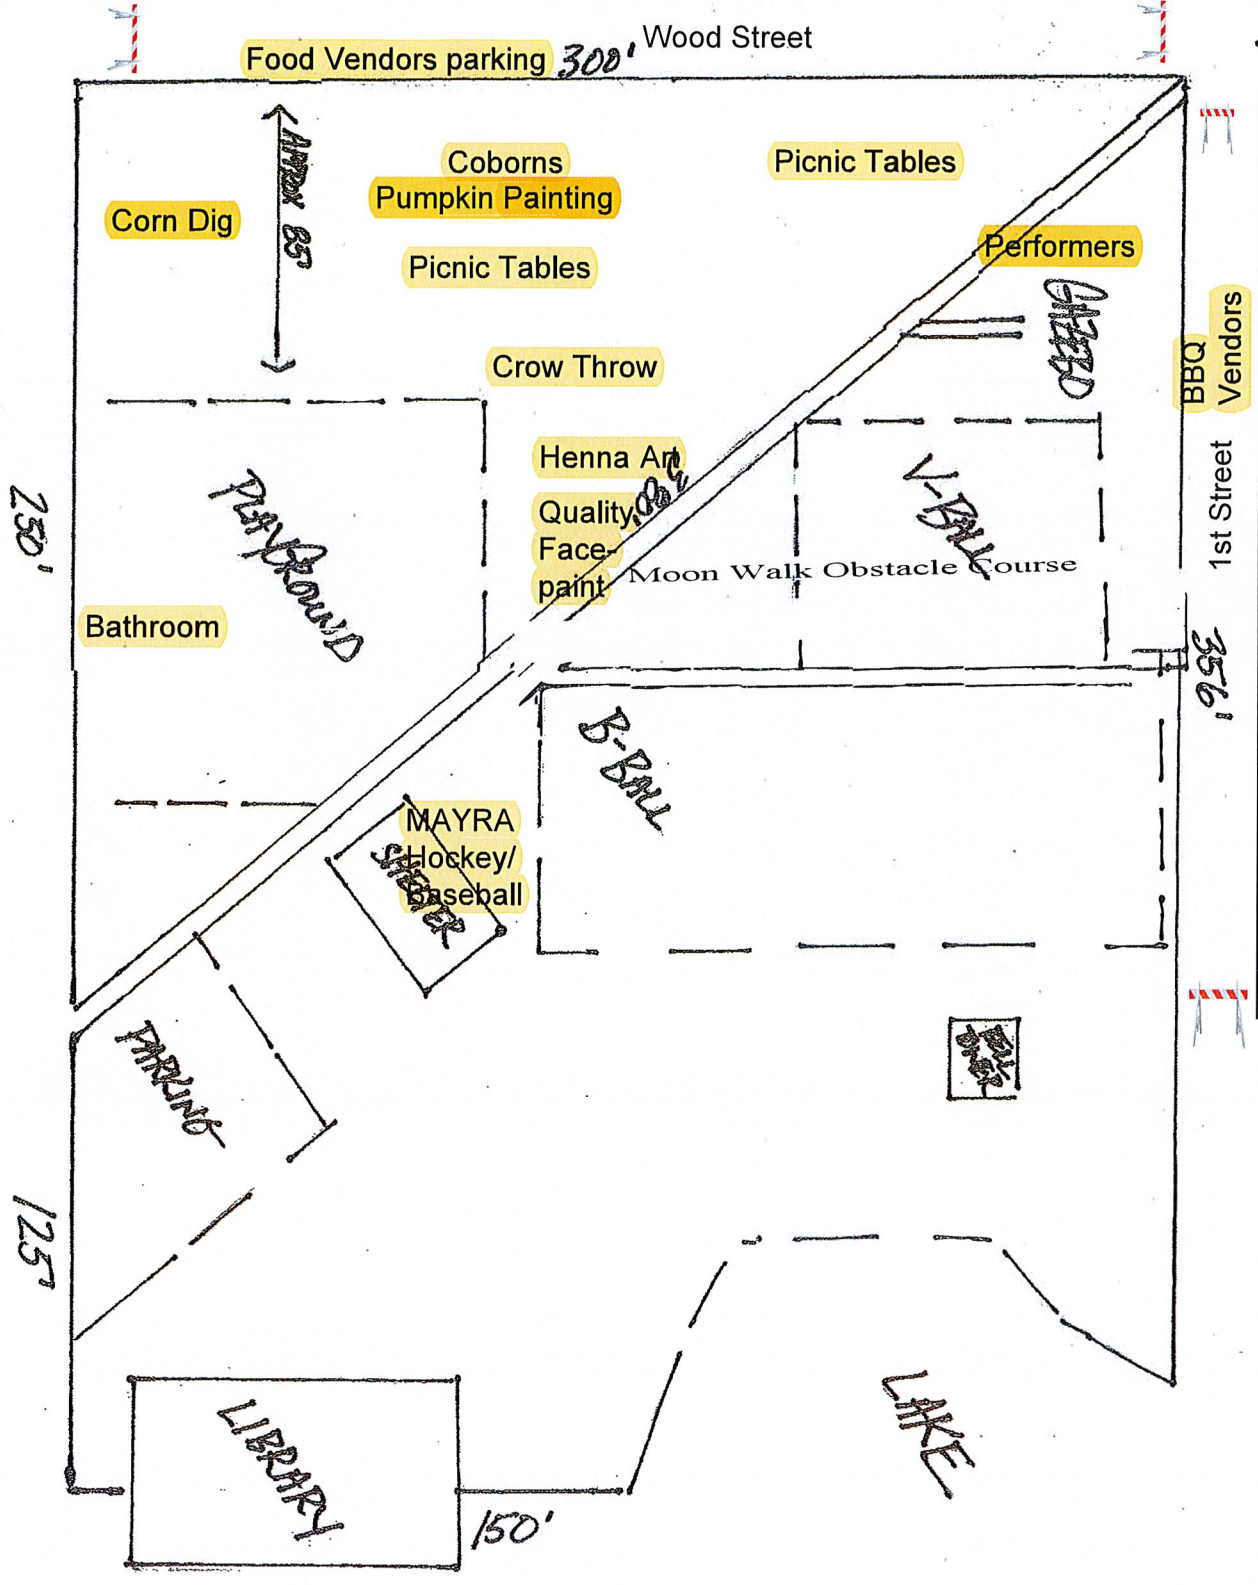 Wood Street
Food Vendors parking 300'
APPROX 85'
Coborns
Pumpkin Painting
Picnic Tables
Corn Dig
Performers
Picnic Tables
GAZEBO
BBQ
Vendors
Crow Throw
1st Street
Henna Art
Quality
Face-
paint
V-BALL
Moon Walk Obstacle Course
PLAYGROUND
250'
Bathroom
356'
B-BALL
MAYRA
Hockey/
Baseball
SHELTER
PARKING
125'
LAKE
LIBRARY
150'